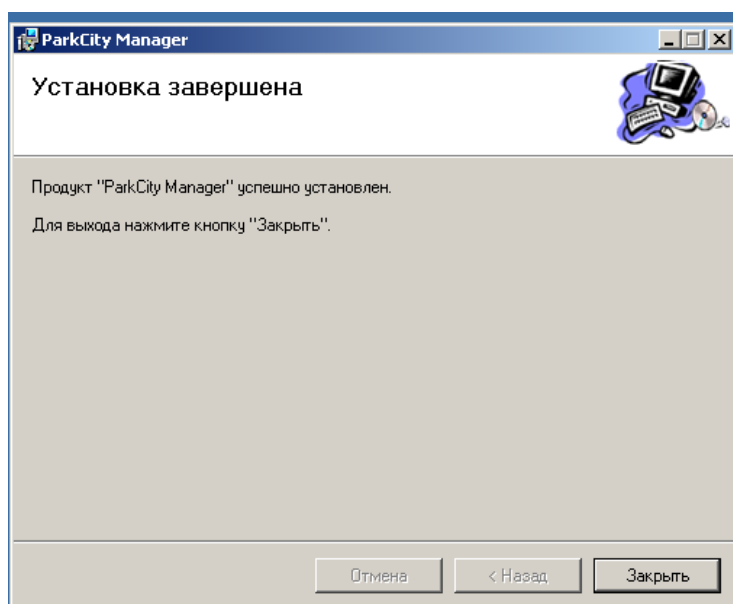 ParkCity Manager
Установка завершена
Продукт "ParkCity Manager" успешно установлен.
Для выхода нажмите кнопку "Закрыть".
Отмена
< Назад
Закрыть